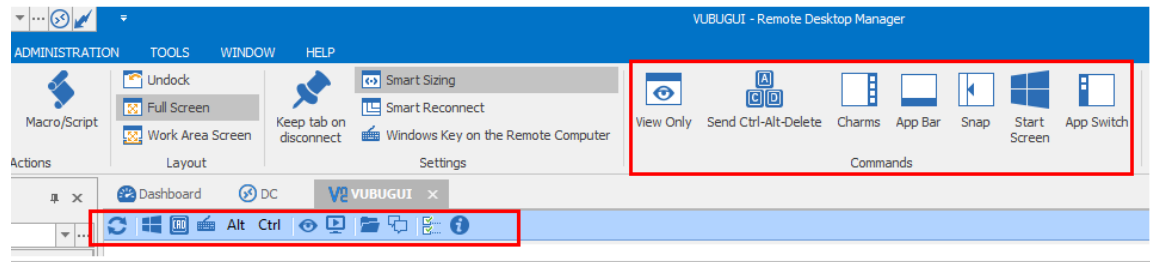 VUBUGUI - Remote Desktop Manager
ADMINISTRATIO TOOLS WINDOW HELP
Macro/Script
Undock
Full Screen
Work Area Screen
Keep tab on
disconnect
Smart Sizing
Smart Reconnect
Windows Key on the Remote Computer
View Only
Send Ctrl-Alt-Delete
A
C D
Charms
App Bar
Snap
Start
Screen
App Switch
Actions
Layout
Settings
Commands
Dashboard
DC
V2 VUBUGUI
Alt Ctrl